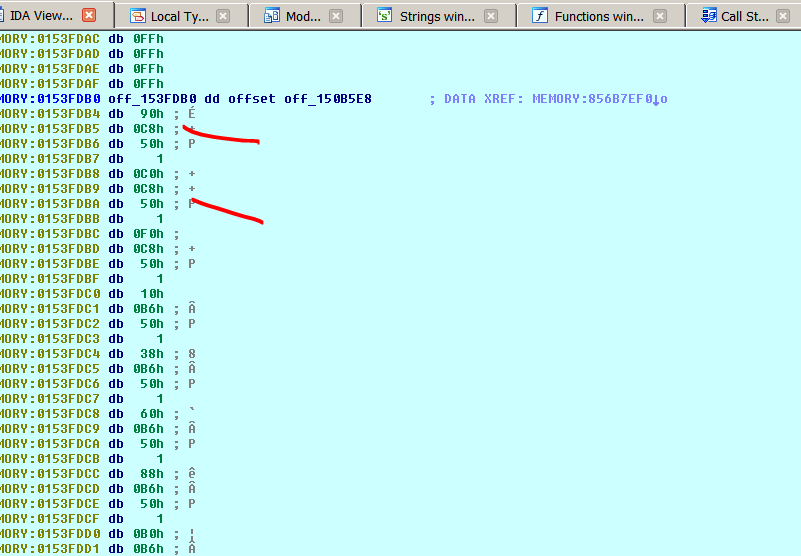 IDA View... Local Ty... Mod... Strings win... Functions win... Call St...
MORY:0153FDAC db 0FFh
MORY:0153FDAD db 0FFh
MORY:0153FDAE db 0FFh
MORY:0153FDAF db 0FFh
MORY:0153FDB0 off_153FDB0 dd offset off_150B5E8 ; DATA XREF: MEMORY:856B7EF0↓o
MORY:0153FDB4 db 90h ; É
MORY:0153FDB5 db 0C8h ; +
MORY:0153FDB6 db 50h ; P
MORY:0153FDB7 db 1
MORY:0153FDB8 db 0C0h ; +
MORY:0153FDB9 db 0C8h ; +
MORY:0153FDBA db 50h ; P
MORY:0153FDBB db 1
MORY:0153FDBC db 0F0h ;
MORY:0153FDBD db 0C8h ; +
MORY:0153FDBE db 50h ; P
MORY:0153FDBF db 1
MORY:0153FDC0 db 10h
MORY:0153FDC1 db 0B6h ; Â
MORY:0153FDC2 db 50h ; P
MORY:0153FDC3 db 1
MORY:0153FDC4 db 38h ; 8
MORY:0153FDC5 db 0B6h ; Â
MORY:0153FDC6 db 50h ; P
MORY:0153FDC7 db 1
MORY:0153FDC8 db 60h ; `
MORY:0153FDC9 db 0B6h ; Â
MORY:0153FDCA db 50h ; P
MORY:0153FDCB db 1
MORY:0153FDCC db 88h ; ê
MORY:0153FDCD db 0B6h ; Â
MORY:0153FDCE db 50h ; P
MORY:0153FDCF db 1
MORY:0153FDD0 db 0B0h ; ¦
MORY:0153FDD1 db 0B6h ; Â